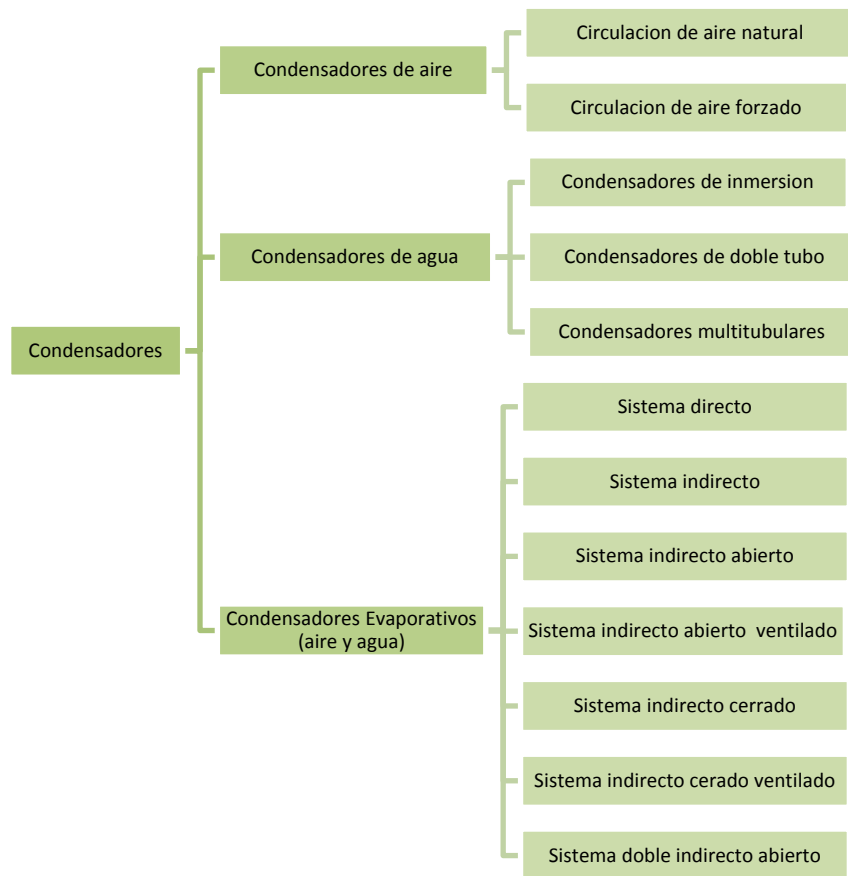 Condensadores
Condensadores de aire
Circulacion de aire natural
Circulacion de aire forzado
Condensadores de agua
Condensadores de inmersion
Condensadores de doble tubo
Condensadores multitubulares
Condensadores Evaporativos
(aire y agua)
Sistema directo
Sistema indirecto
Sistema indirecto abierto
Sistema indirecto abierto  ventilado
Sistema indirecto cerrado
Sistema indirecto cerado ventilado
Sistema doble indirecto abierto